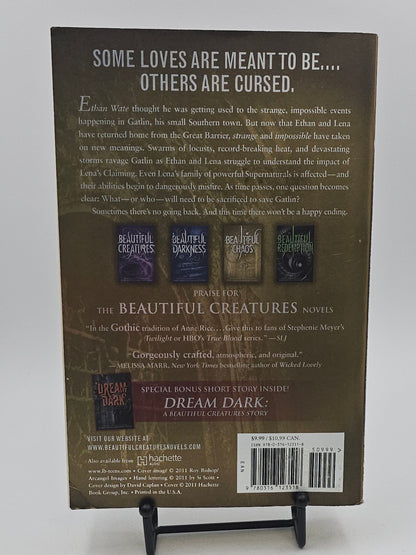 SOME LOVES ARE MEANT TO BE....
OTHERS ARE CURSED.
Ethan Wate thought he was getting used to the strange, impossible events
happening in Gatlin, his small Southern town. But now that Ethan and Lena
have returned home from the Great Barrier, strange and impossible have taken
on new meanings. Swarms of locusts, record-breaking heat, and devastating
storms ravage Gatlin as Ethan and Lena struggle to understand the impact of
Lena's Claiming. Even Lena's family of powerful Supernaturals is affected—and
their abilities begin to dangerously misfire. As time passes, one question becomes
clear: What—or who—will need to be sacrificed to save Gatlin?
Sometimes there's no going back. And this time there won't be a happy ending.
BEAUTIFUL CREATURES
BEAUTIFUL DARKNESS
BEAUTIFUL CHAOS
BEAUTIFUL REDEMPTION
PRAISE FOR
THE BEAUTIFUL CREATURES NOVELS
"In the Gothic tradition of Anne Rice....Give this to fans of Stephenie Meyer's
Twilight or HBO's True Blood series." —SLJ
"Gorgeously crafted, atmospheric, and original."
—MELISSA MARR, New York Times bestselling author of Wicked Lovely
DREAM DARK
SPECIAL BONUS SHORT STORY INSIDE!
DREAM DARK:
A BEAUTIFUL CREATURES STORY
VISIT OUR WEBSITE AT
WWW.BEAUTIFULCREATURESNOVELS.COM.
Also available from hachette AUDIO
www.lb-teens.com • Cover image © 2011 Roy Bishop/
Arcangel Images • Hand lettering © 2011 by Si Scott •
Cover design by David Caplan • Cover © 2011 Hachette
Book Group, Inc. • Printed in the U.S.A.
$9.99 / $10.99 CAN.
ISBN 978-0-316-12351-8
50999
EAN
9 780316 123518